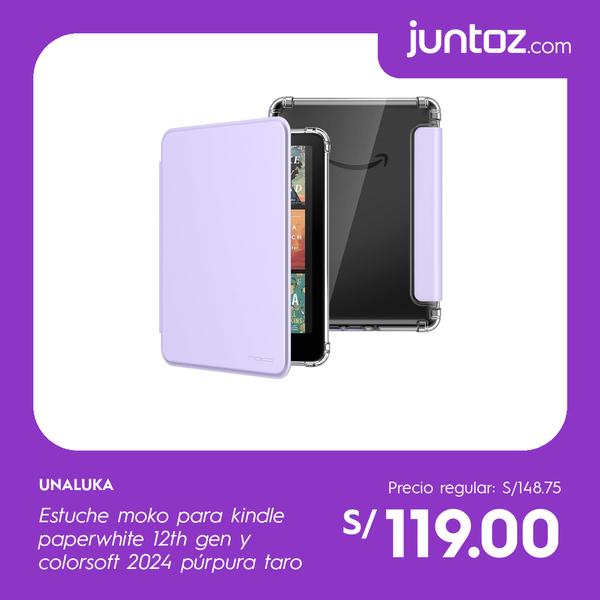 juntoz.com
moko
UNALUKA
Estuche moko para kindle
paperwhite 12th gen y
colorsoft 2024 púrpura taro
Precio regular: S/148.75
S/119.00